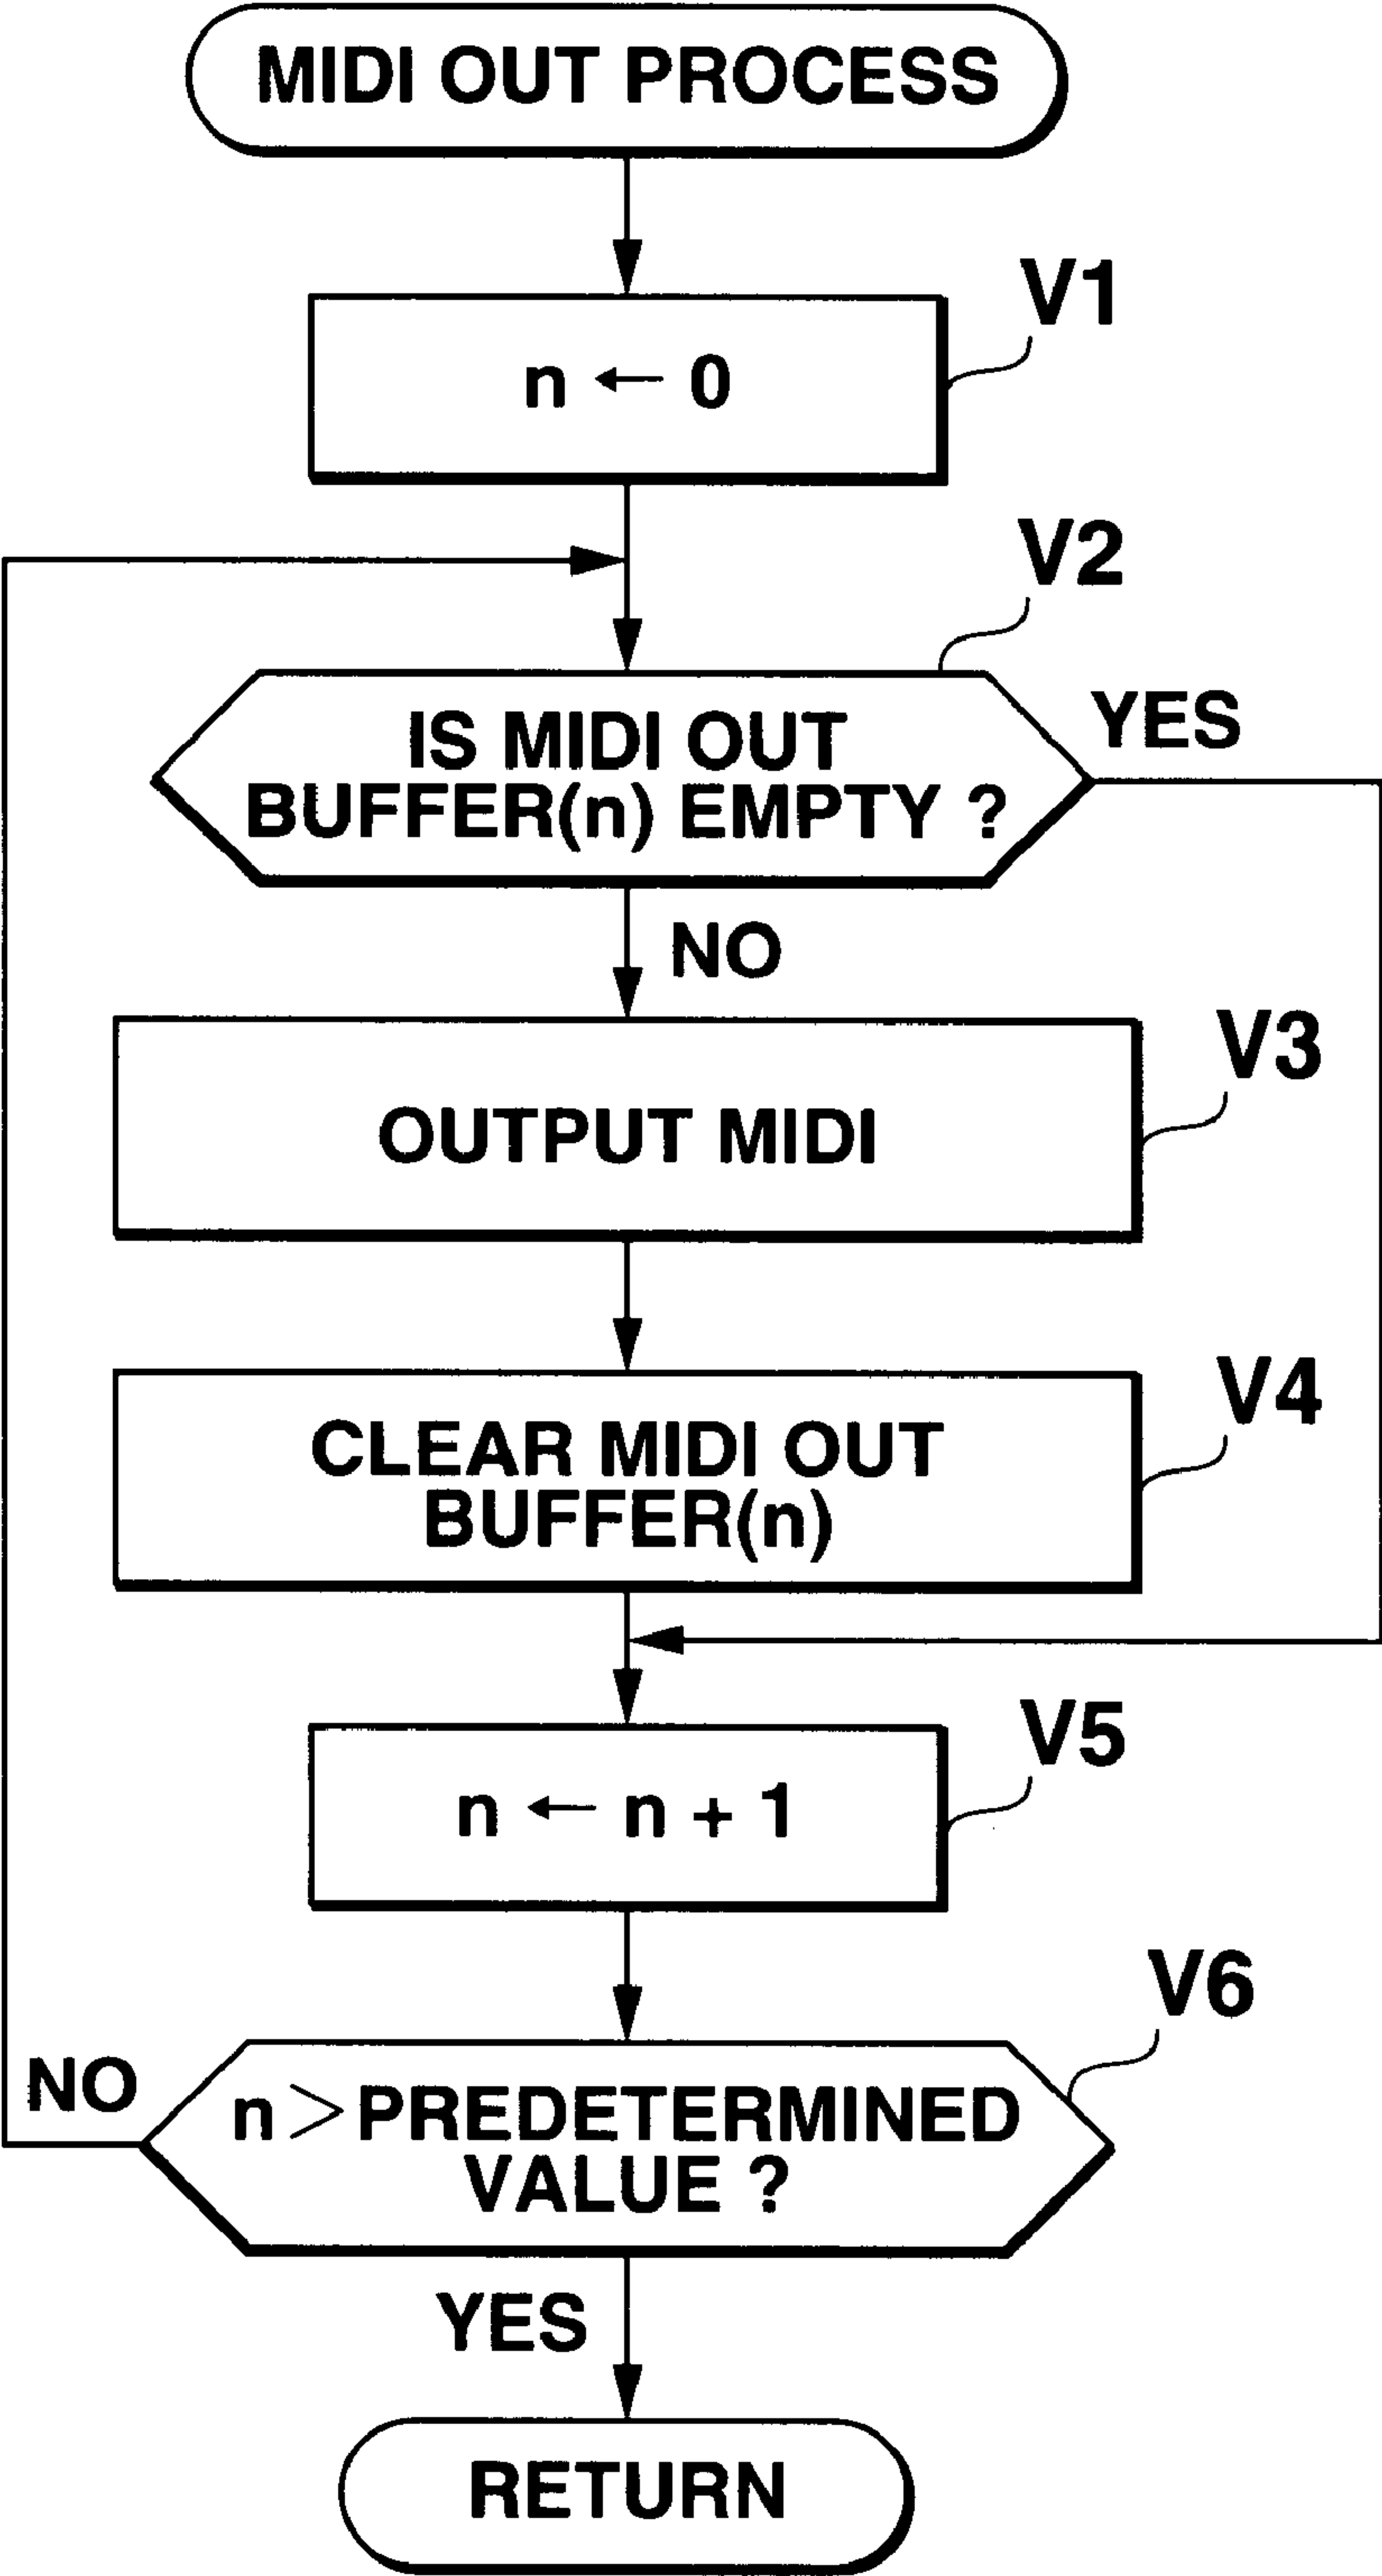 MIDI OUT PROCESS
V1
n ← 0
V2
IS MIDI OUT
BUFFER(n) EMPTY ?
YES
NO
V3
OUTPUT MIDI
V4
CLEAR MIDI OUT
BUFFER(n)
V5
n ← n + 1
V6
NO
n > PREDETERMINED
VALUE ?
YES
RETURN